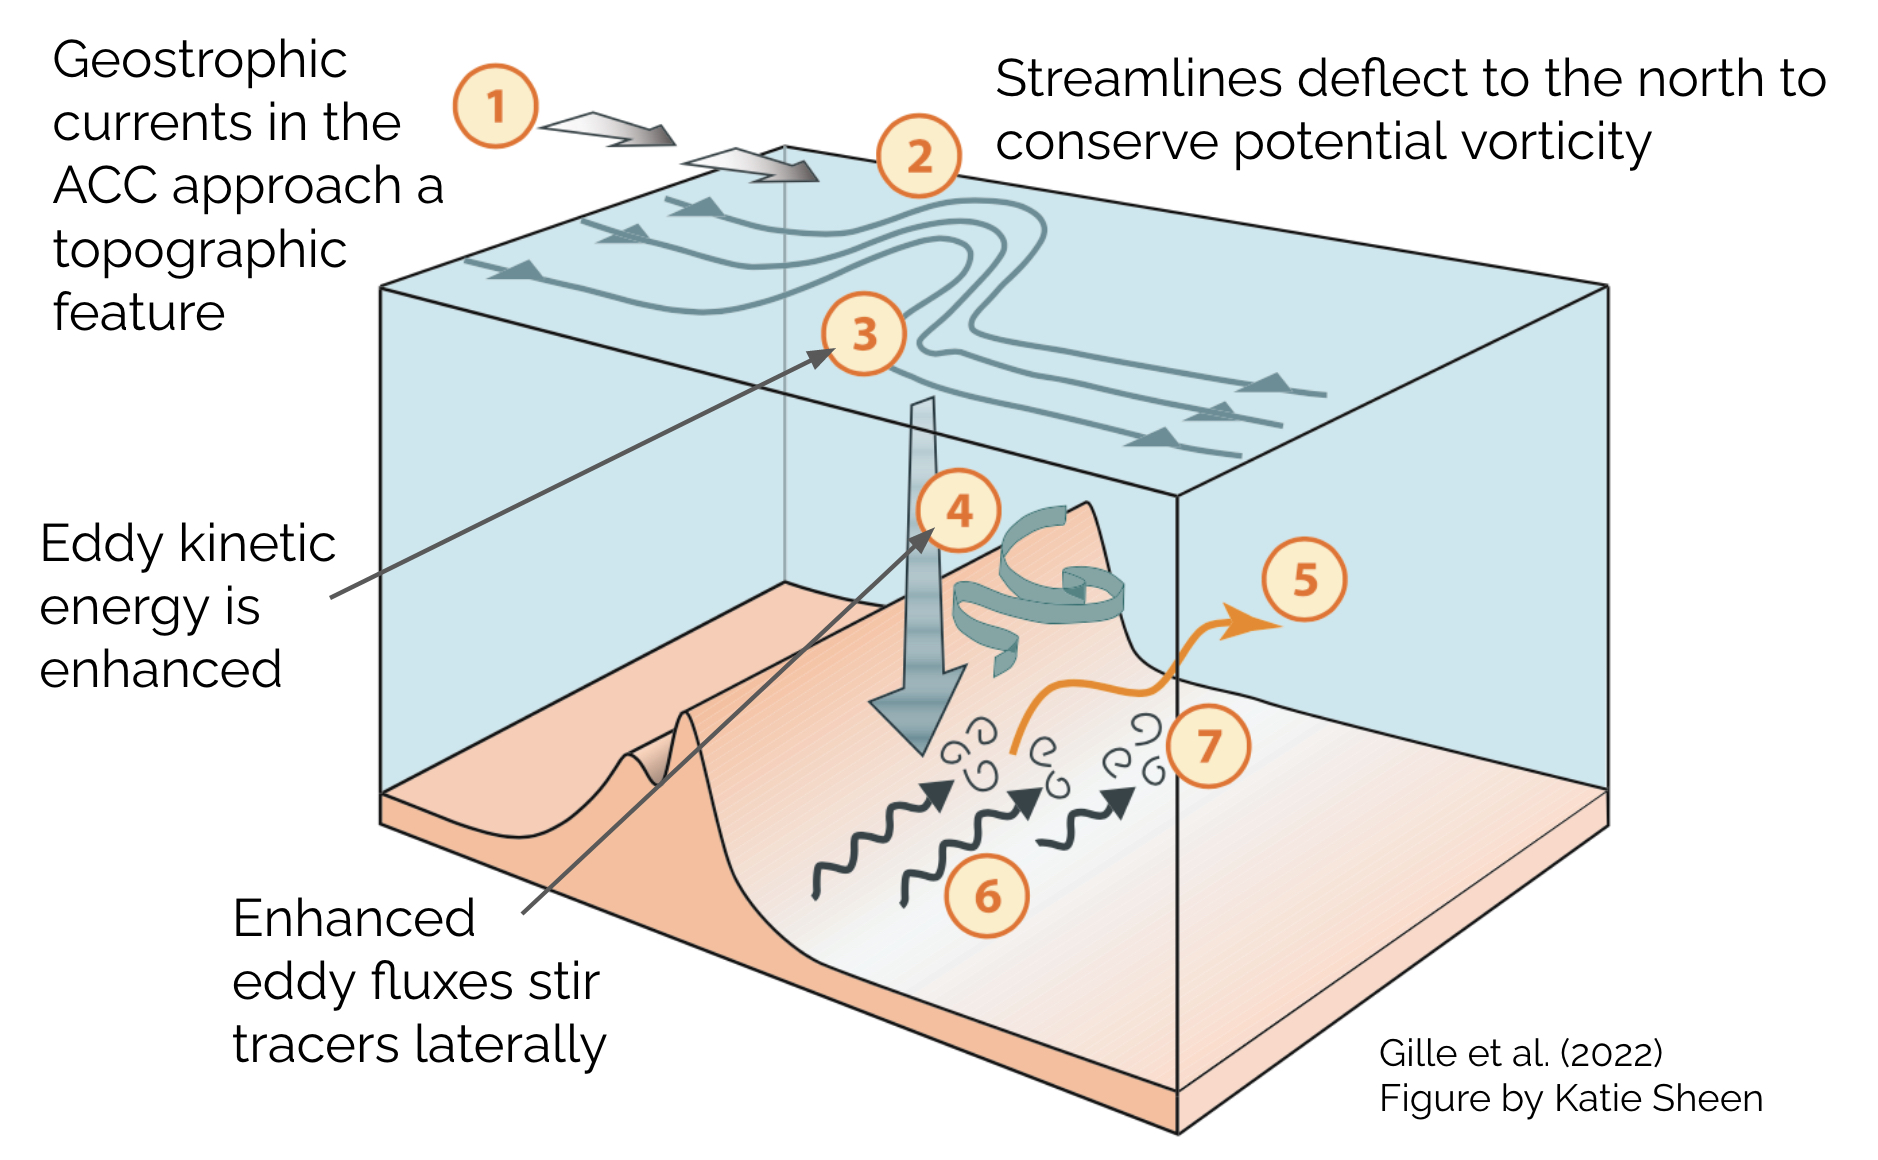 Geostrophic
currents in the
ACC approach a
topographic
feature
1
2
Streamlines deflect to the north to
conserve potential vorticity
3
Eddy kinetic
energy is
enhanced
4
5
7
6
Enhanced
eddy fluxes stir
tracers laterally
Gille et al. (2022)
Figure by Katie Sheen